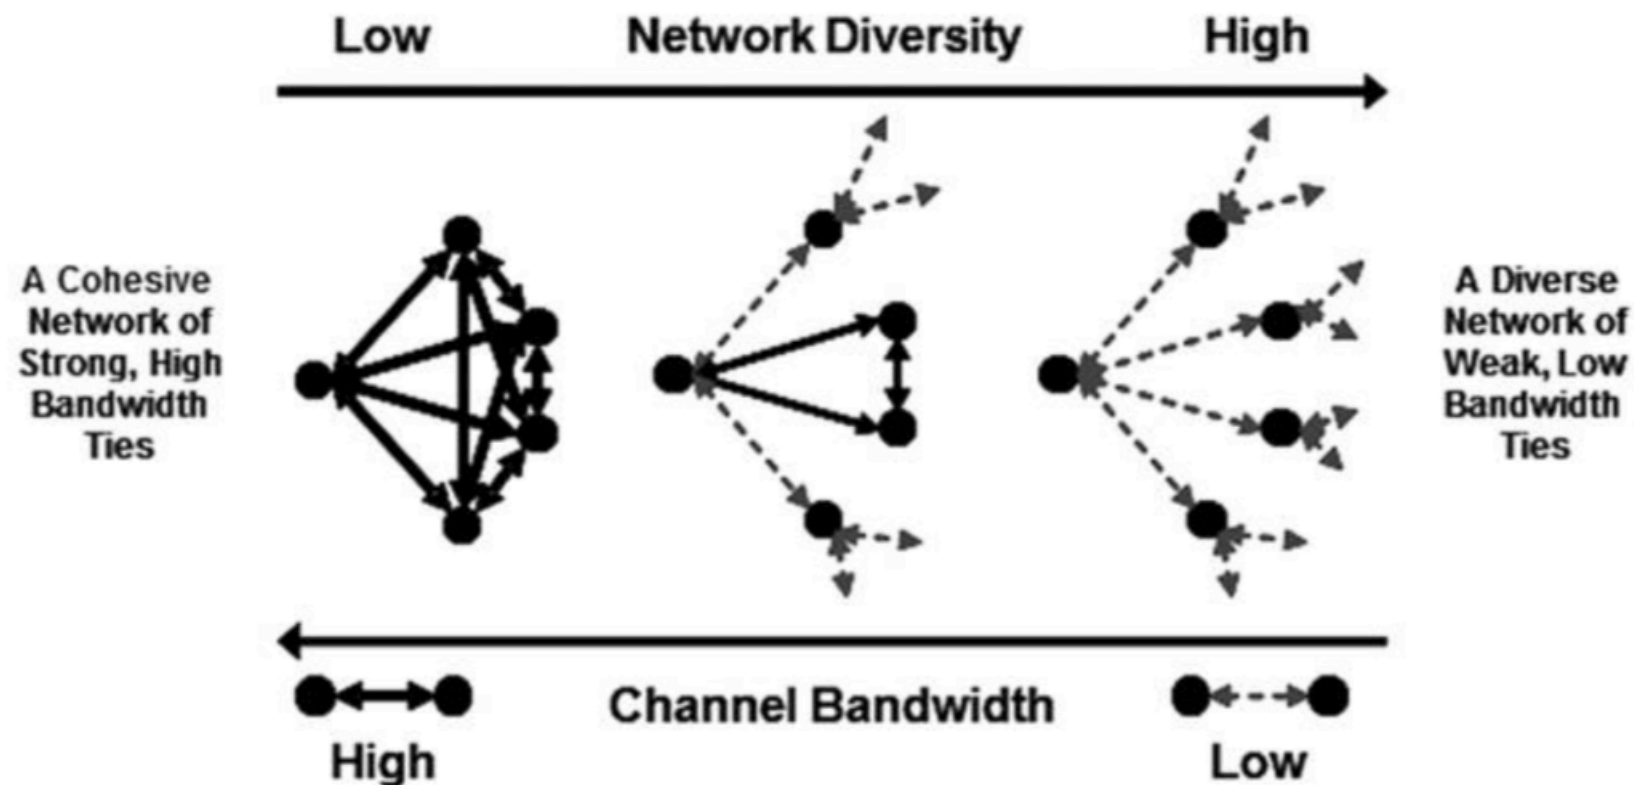 Low Network Diversity High
A Cohesive
Network of
Strong, High
Bandwidth
Ties
A Diverse
Network of
Weak, Low
Bandwidth
Ties
Channel Bandwidth
High Low